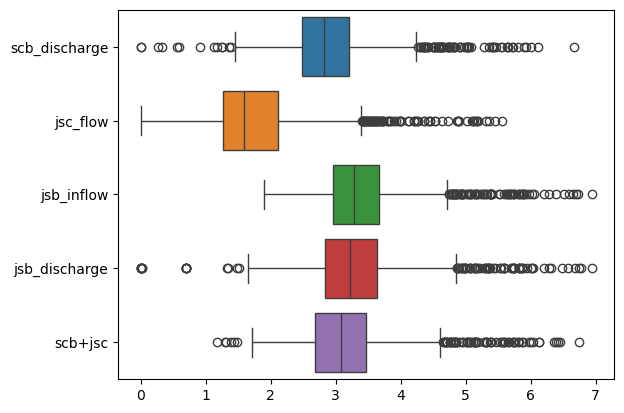 scb_discharge
jsc_flow
jsb_inflow
jsb_discharge
scb+jsc
0 1 2 3 4 5 6 7